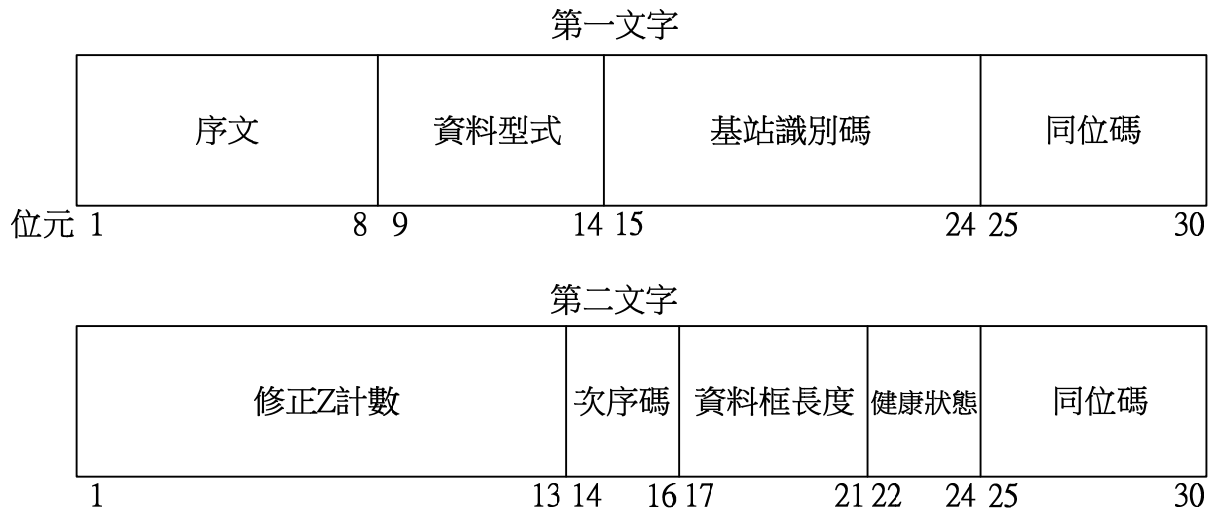 第一文字
序文 資料型式 基站識別碼 同位碼
位元 1 8 9 14 15 24 25 30
第二文字
修正Z計數 次序碼 資料框長度 健康狀態 同位碼
1 13 14 16 17 21 22 24 25 30